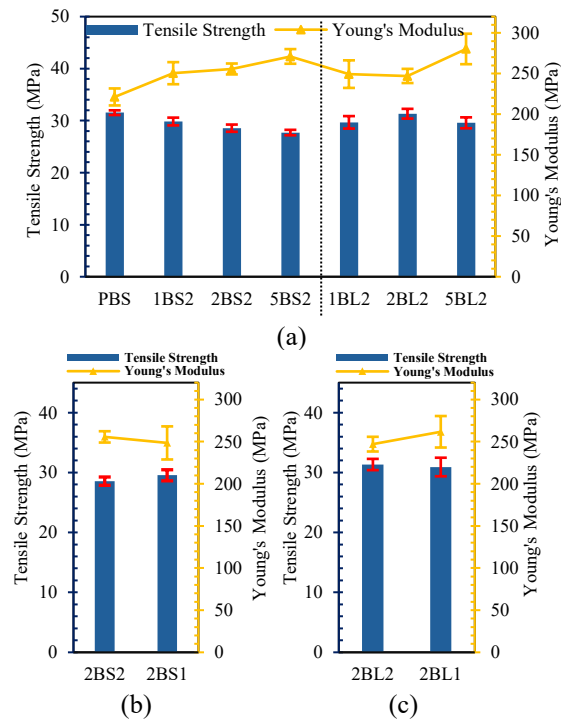 Tensile Strength Young's Modulus
50
40
30
20
10
0
Tensile Strength (MPa)
300
250
200
150
100
50
0
Young's Modulus (MPa)
PBS 1BS2 2BS2 5BS2 1BL2 2BL2 5BL2
(a)
Tensile Strength
Young's Modulus
40
30
20
10
0
Tensile Strength (MPa)
300
250
200
150
100
50
0
Young's Modulus (MPa)
2BS2 2BS1
(b)
Tensile Strength
Young's Modulus
40
30
20
10
0
Tensile Strength (MPa)
300
250
200
150
100
50
0
Young's Modulus (MPa)
2BL2 2BL1
(c)